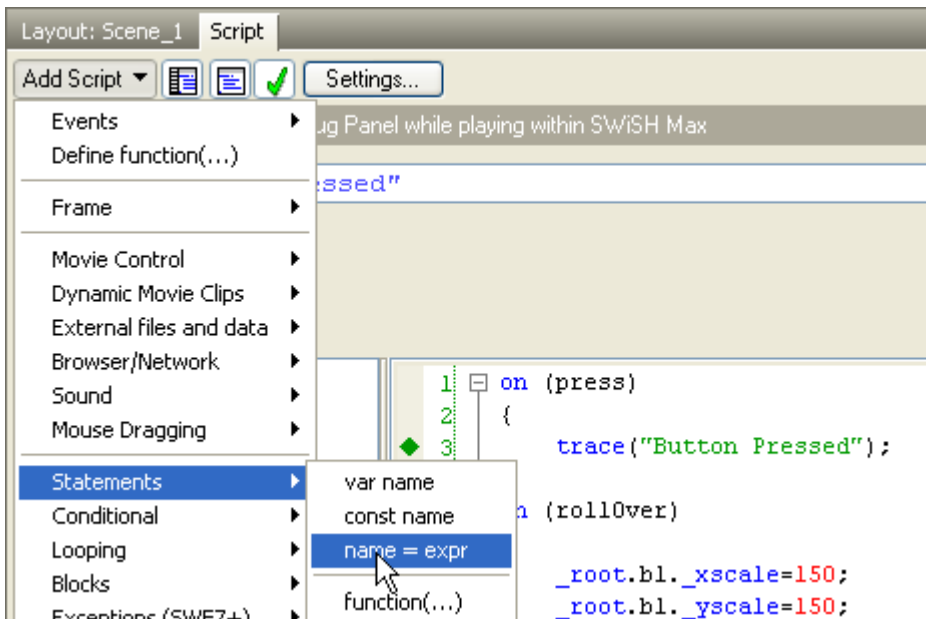 Layout: Scene_1 Script
Add Script Settings...
Events
Define function(...)
Frame
Movie Control
Dynamic Movie Clips
External files and data
Browser/Network
Sound
Mouse Dragging
Statements
Conditional
Looping
Blocks
var name
const name
name = expr
function(...)
Panel while playing within SWiSH Max
"
1 on (press)
2 {
3 trace("Button Pressed");
(rollOver)
_root.bl._xscale=150;
_root.bl._yscale=150;